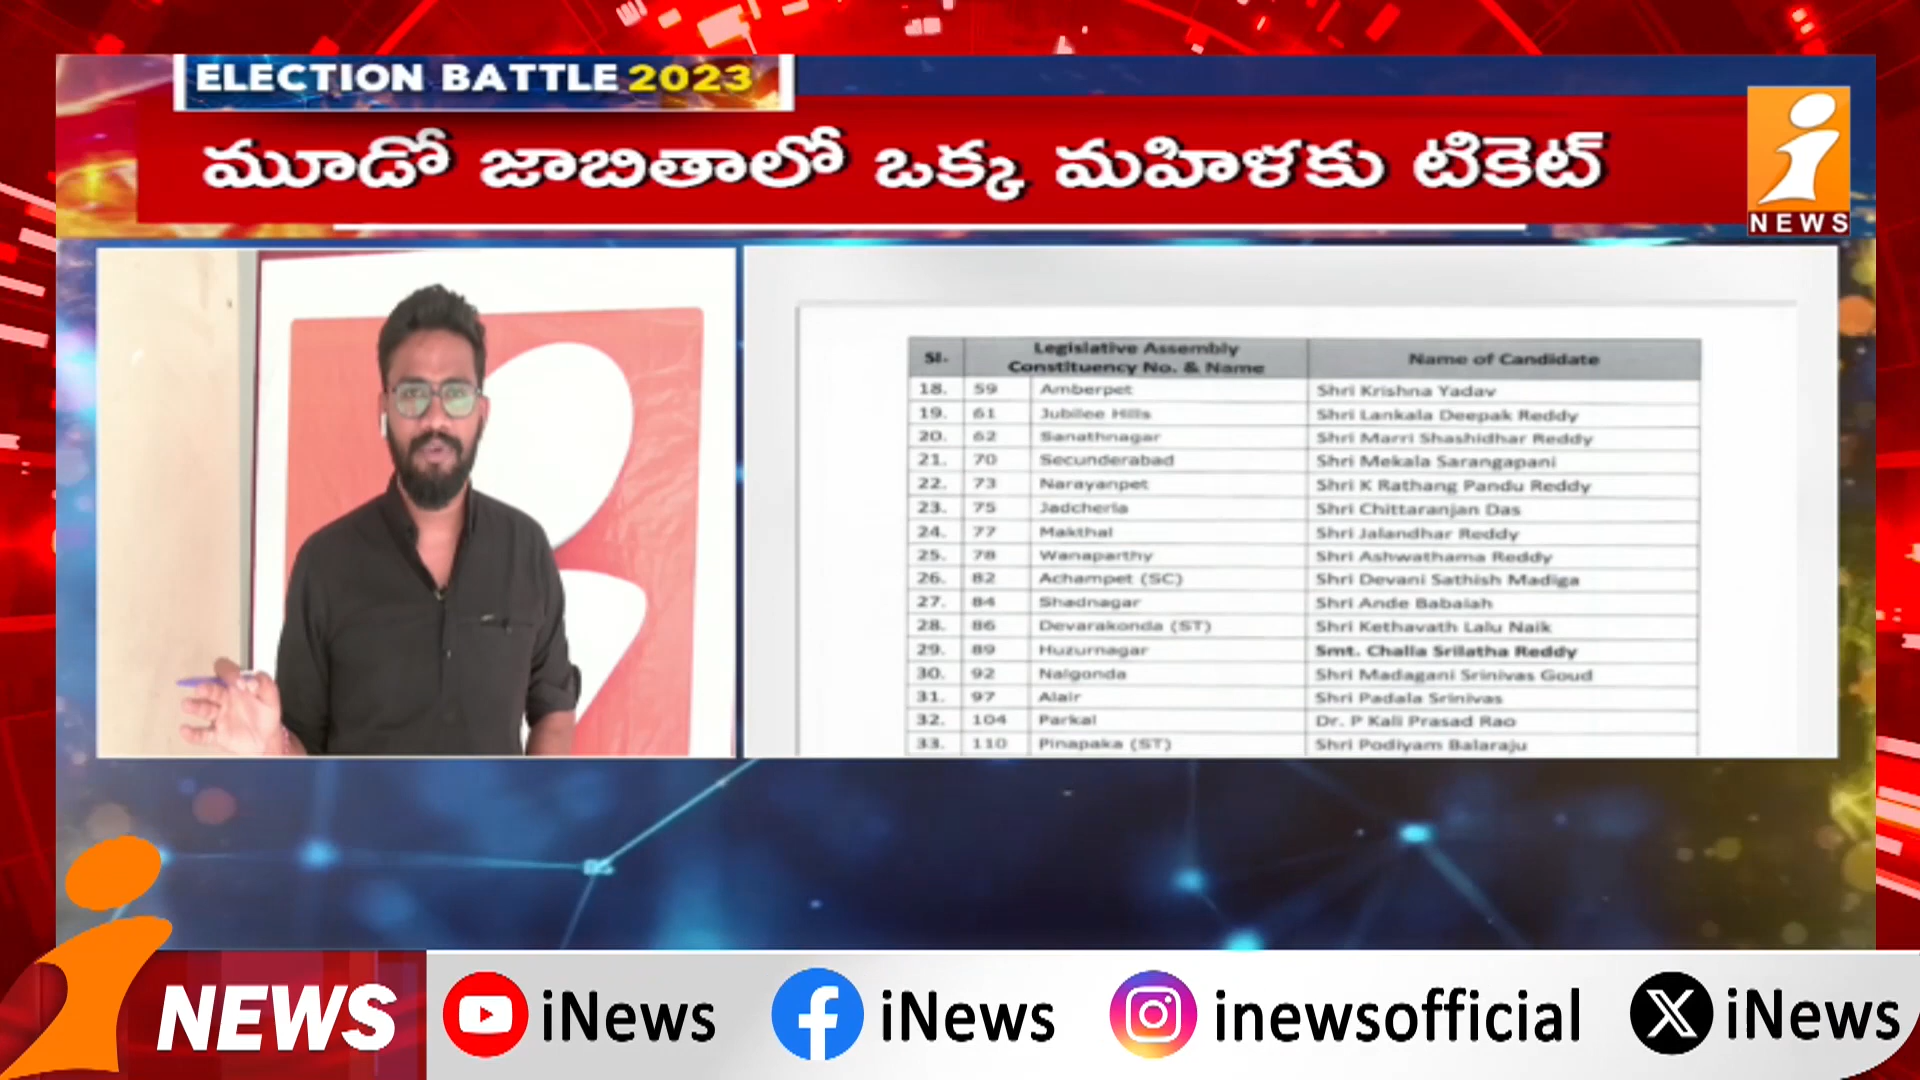 ELECTION BATTLE 2023
మూడో జాబితాలో ఒక్క మహిళకు టికెట్
i
NEWS
Sl. Legislative Assembly Constituency No. & Name Name of Candidate
18. 59 Amberpet Shri Krishna Yadav
19. 61 Jubilee Hills Shri Lankala Deepak Reddy
20. 62 Sanathnagar Shri Marri Shashidhar Reddy
21. 70 Secunderabad Shri Mekala Sarangapani
22. 73 Narayanpet Shri K Rathang Pandu Reddy
23. 75 Jadcherla Shri Chittaranjan Das
24. 77 Makthal Shri Jalandhar Reddy
25. 78 Wanaparthy Shri Ashwathama Reddy
26. 82 Achampet (SC) Shri Devani Sathish Madiga
27. 84 Shadnagar Shri Ande Babaiah
28. 86 Devarakonda (ST) Shri Kethavath Lalu Naik
29. 89 Huzurnagar Smt. Challa Srilatha Reddy
30. 92 Nalgonda Shri Madagani Srinivas Goud
31. 97 Alair Shri Padala Srinivas
32. 104 Parkal Dr. P Kali Prasad Rao
33. 110 Pinapaka (ST) Shri Podiyam Balaraju
i NEWS iNews iNews inewsofficial iNews